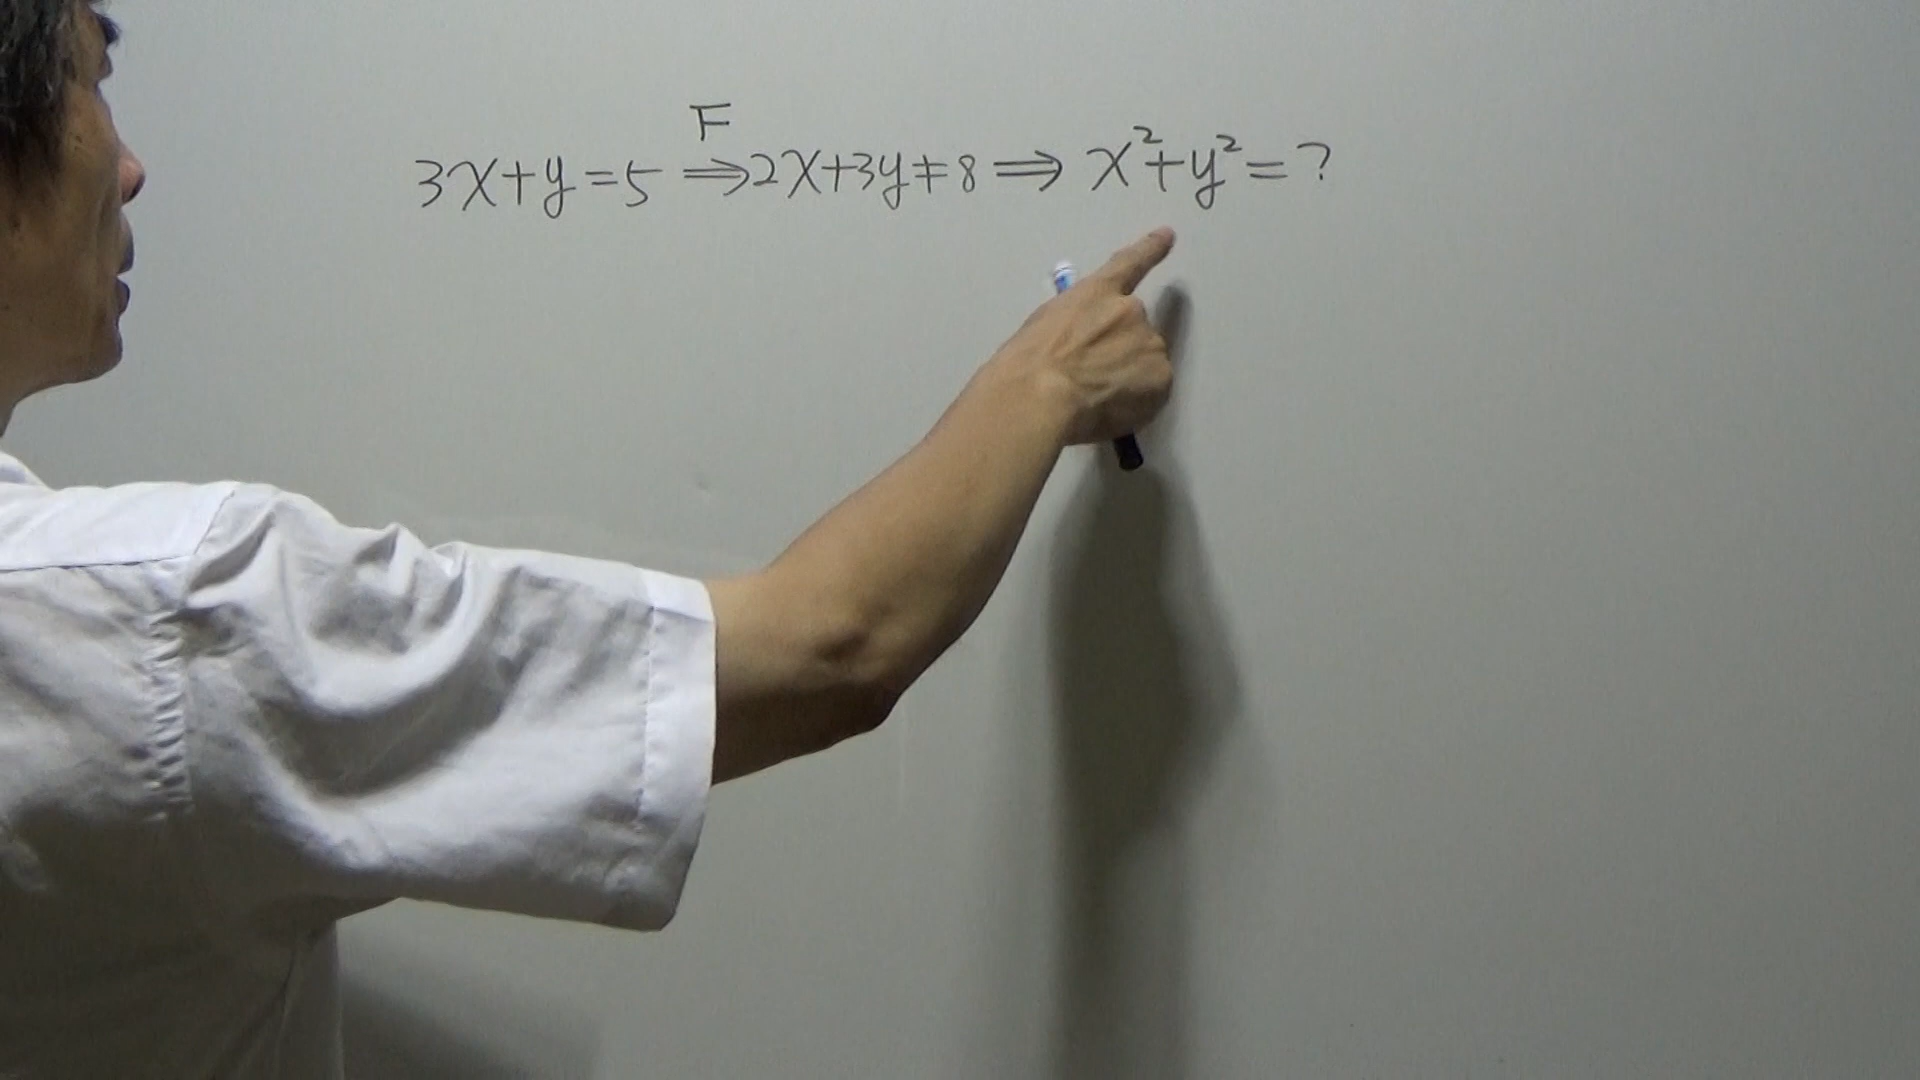 F
3x+y=5 ⇒ 2x+3y≠8 ⇒ x²+y²=?